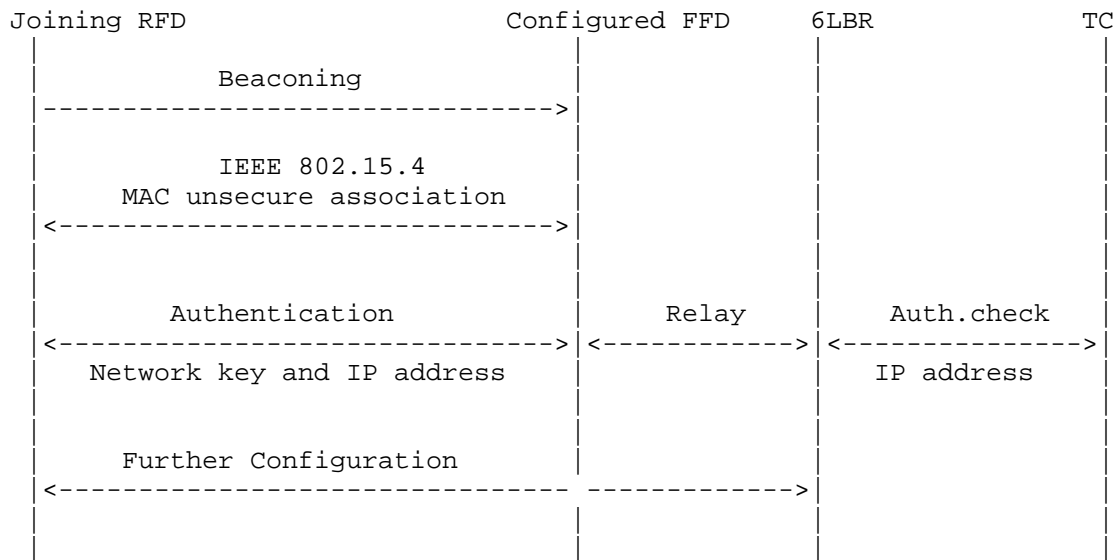 Joining RFD Configured FFD 6LBR TC
Beaconing
IEEE 802.15.4
MAC unsecure association
Authentication Relay Auth.check
Network key and IP address IP address
Further Configuration